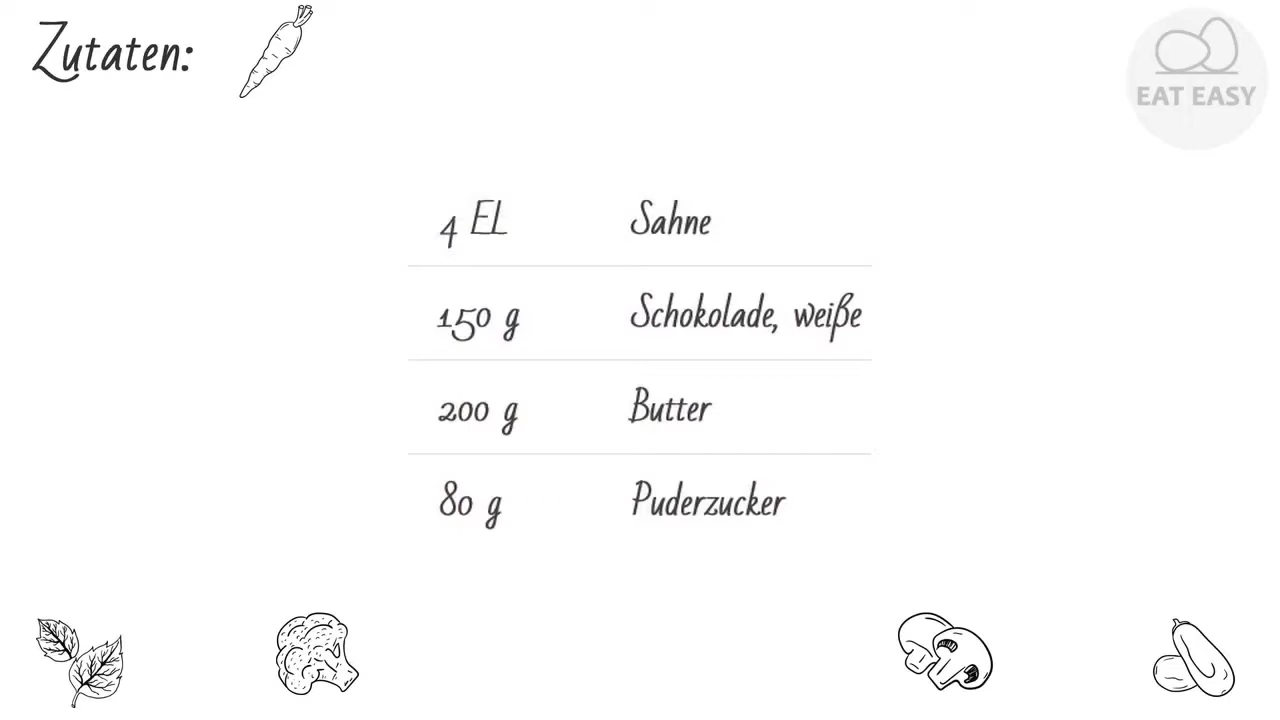 Zutaten:
EAT EASY
4 EL Sahne
150 g Schokolade, weiße
200 g Butter
80 g Puderzucker